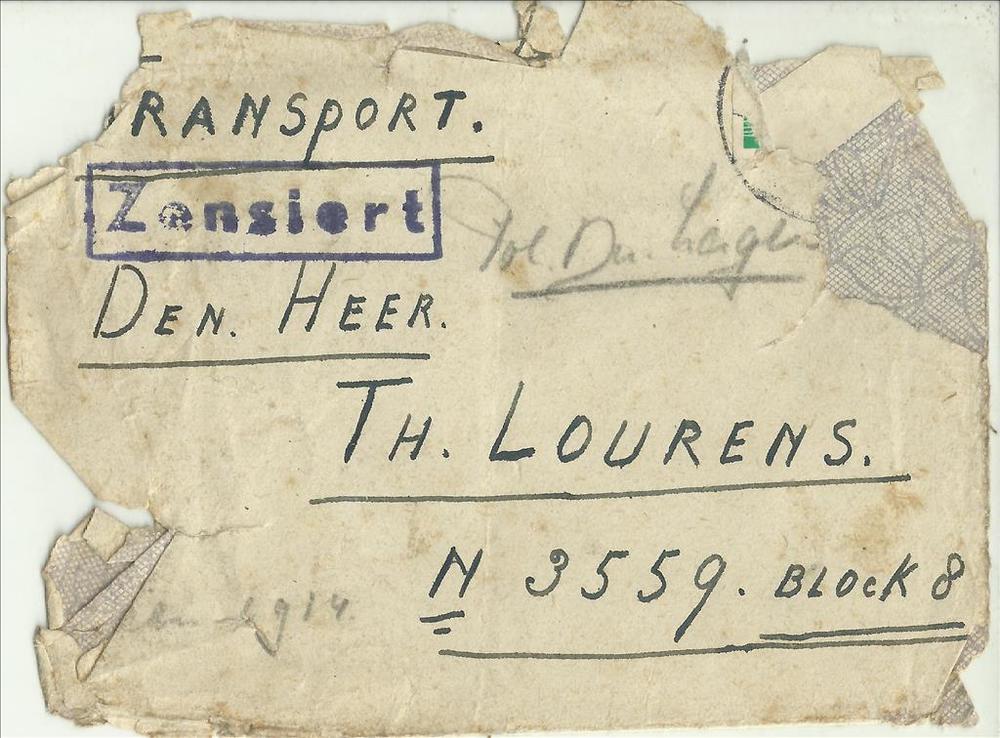 RANSPORT.
Zensiert
DEN. HEER.
TH. LOURENS.
N 3559. BLOCK 8